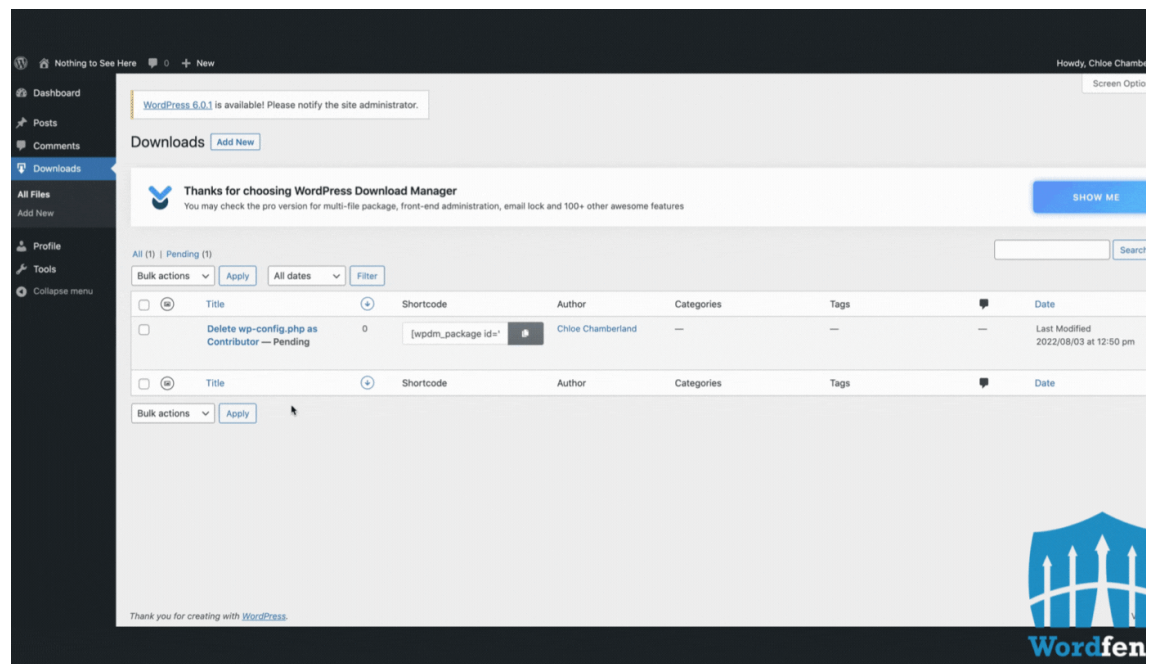 Nothing to See Here 0 + New Howdy, Chloe Chambe
Screen Optio
Dashboard
Posts
Comments
Downloads
All Files
Add New
Profile
Tools
Collapse menu
WordPress 6.0.1 is available! Please notify the site administrator.
Downloads Add New
Thanks for choosing WordPress Download Manager
You may check the pro version for multi-file package, front-end administration, email lock and 100+ other awesome features
SHOW ME
All (1) | Pending (1)
Search
Bulk actions Apply All dates Filter
Title Shortcode Author Categories Tags Date
Delete wp-config.php as 0 [wpdm_package id=' Chloe Chamberland — — — Last Modified
Contributor — Pending 2022/08/03 at 12:50 pm
Title Shortcode Author Categories Tags Date
Bulk actions Apply
Thank you for creating with WordPress.
Wordfen